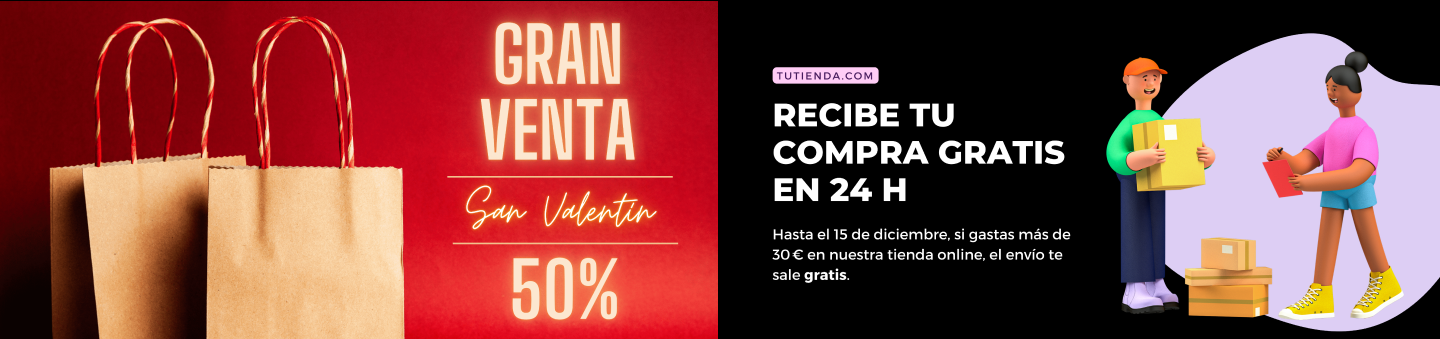 GRAN
VENTA
San Valentín
50%
TUTIENDA.COM
RECIBE TU
COMPRA GRATIS
EN 24 H
Hasta el 15 de diciembre, si gastas más de
30 € en nuestra tienda online, el envío te
sale gratis.